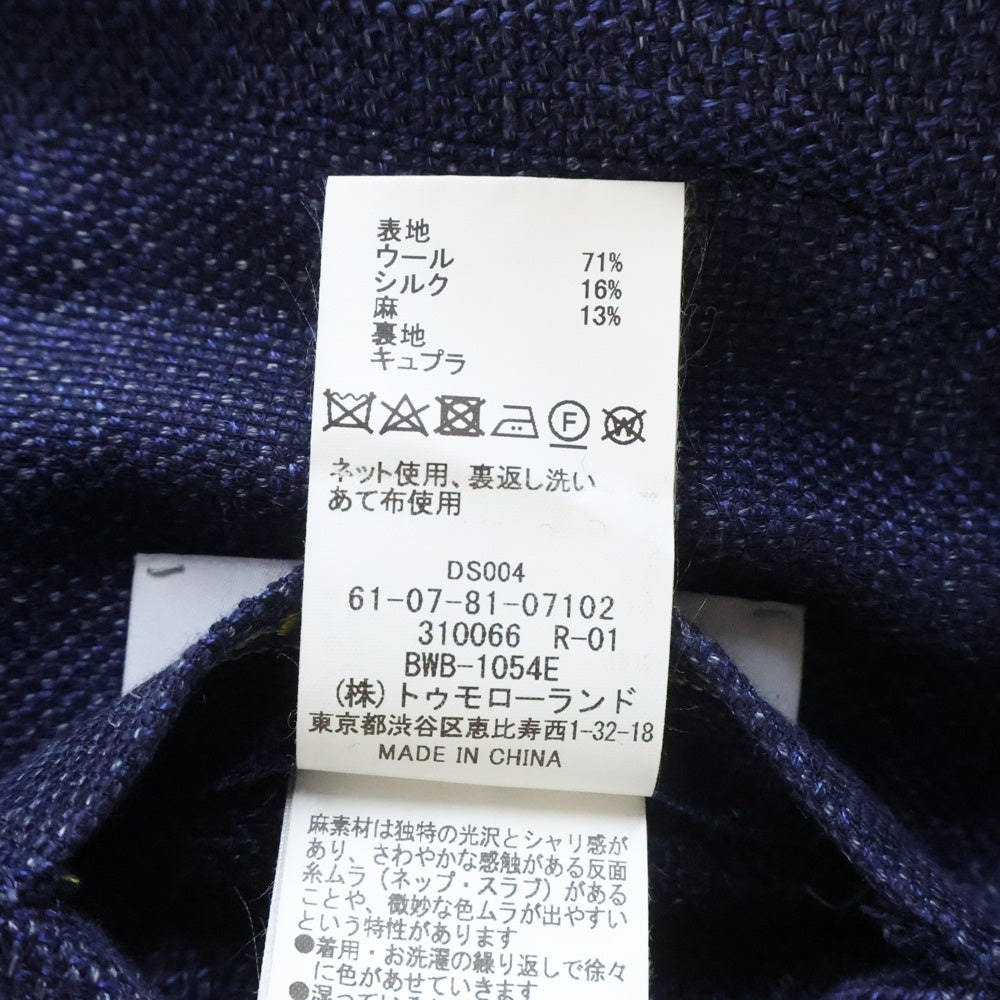 表地
ウール 71%
シルク 16%
麻 13%
裏地
キュプラ
F
W
ネット使用、裏返し洗い
あて布使用
DS004
61-07-81-07102
310066 R-01
BWB-1054E
(株)トゥモローランド
東京都渋谷区恵比寿西1-32-18
MADE IN CHINA
麻素材は独特の光沢とシャリ感が
あり、さわやかな感触がある反面
糸ムラ(ネップ・スラブ)がある
ことや、微妙な色ムラが出やすい
という特性があります
●着用・お洗濯の繰り返しで徐々
に色があせていきます